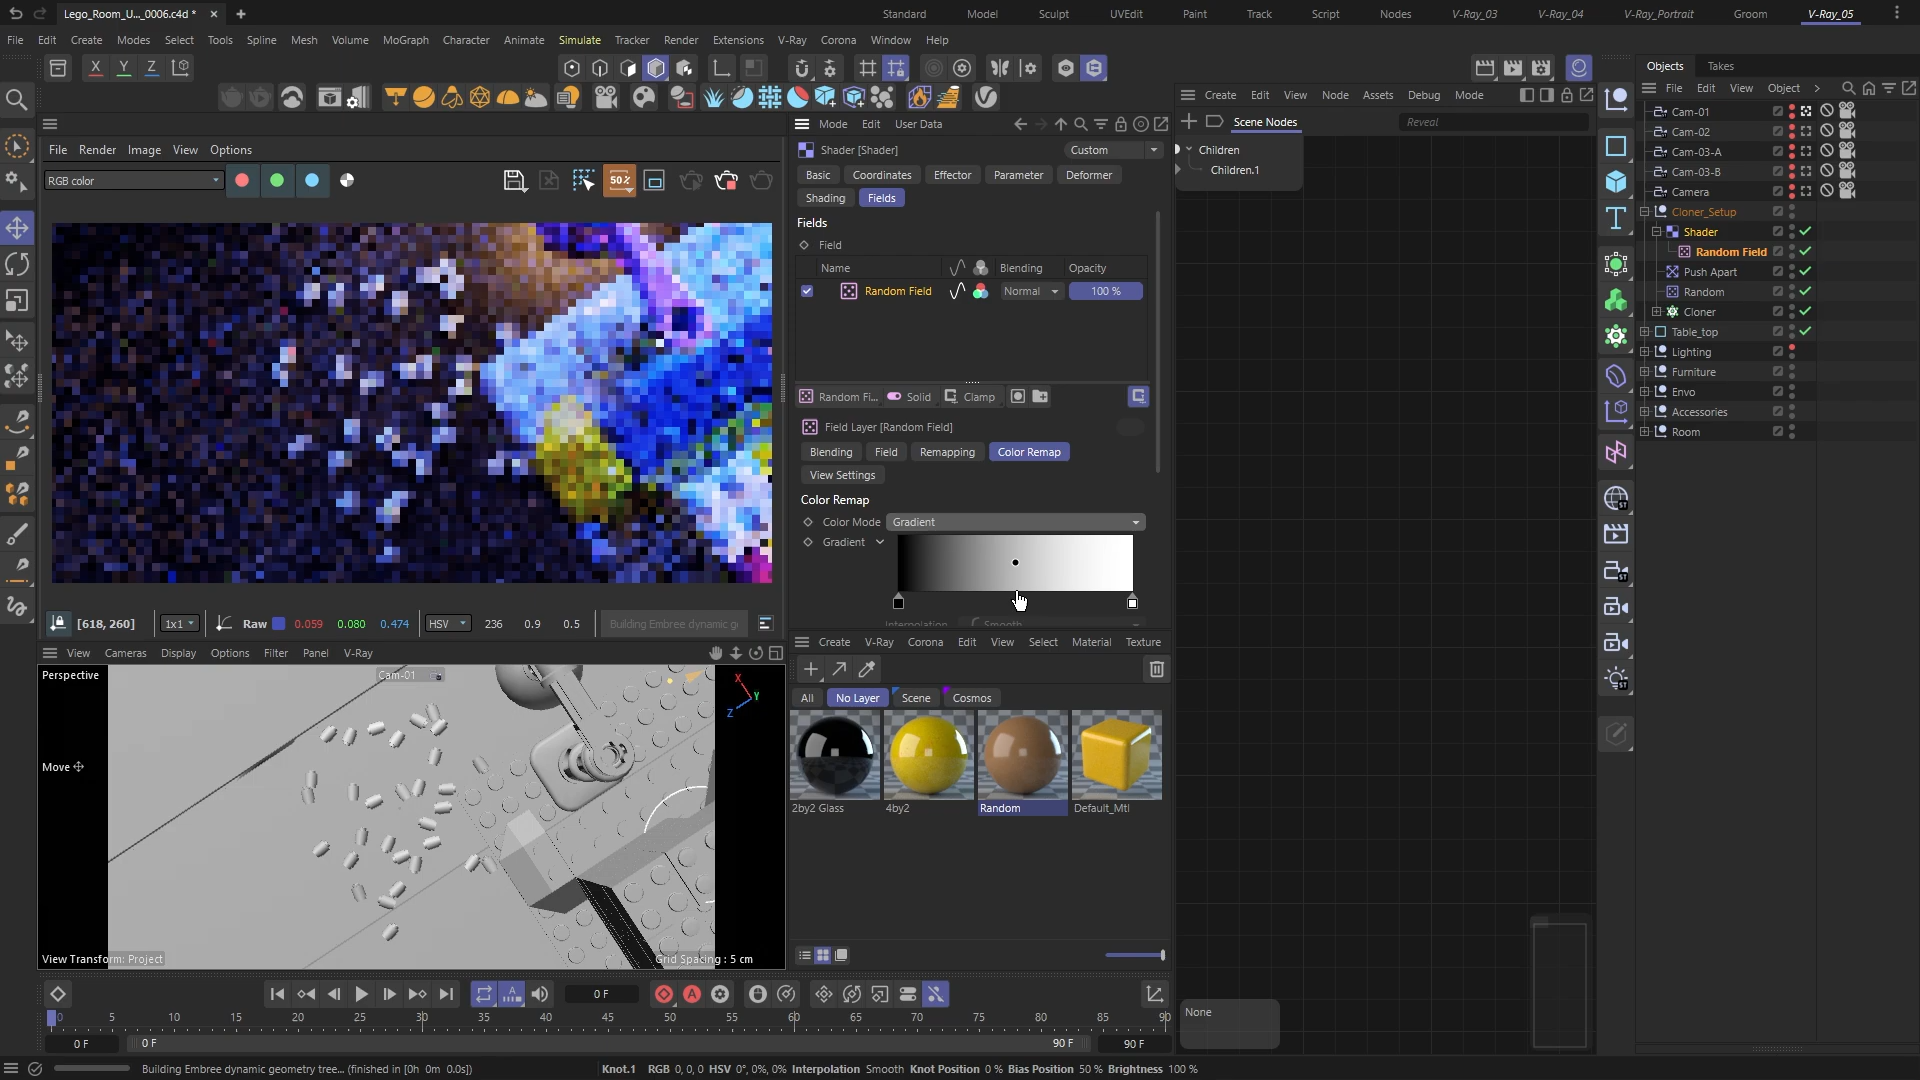 Lego_Room_U..._0006.c4d *
Standard Model Sculpt UVEdit Paint Track Script Nodes V-Ray_03 V-Ray_04 V-Ray_Portrait Groom V-Ray_05
File Edit Create Modes Select Tools Spline Mesh Volume MoGraph Character Animate Simulate Tracker Render Extensions V-Ray Corona Window Help
X Y Z
Objects Takes
File Edit View Object
Create Edit View Node Assets Debug Mode
Scene Nodes Reveal
Children
Children.1
Mode Edit User Data
File Render Image View Options
Shader [Shader] Custom
Basic Coordinates Effector Parameter Deformer
Shading Fields
RGB color 50%
Fields
Field
Name Blending Opacity
Random Field Normal 100 %
Random Fi... Solid Clamp
Field Layer [Random Field]
Blending Field Remapping Color Remap
View Settings
Color Remap
Color Mode Gradient
Gradient
Interpolation Smooth
Cam-01
Cam-02
Cam-03-A
Cam-03-B
Camera
Cloner_Setup
Shader
Random Field
Push Apart
Random
Cloner
Table_top
Lighting
Furniture
Envo
Accessories
Room
[618, 260] 1x1 Raw 0.059 0.080 0.474 HSV 236 0.9 0.5 Building Embree dynamic g
View Cameras Display Options Filter Panel V-Ray
Perspective Cam-01
X
Y
Z
Move
View Transform: Project Grid Spacing : 5 cm
Create V-Ray Corona Edit View Select Material Texture
All No Layer Scene Cosmos
2by2 Glass 4by2 Random Default_Mtl
None
0 F
0 5 10 15 20 25 30 35 40 45 50 55 60 65 70 75 80 85 90
0 F 0 F 90 F 90 F
Building Embree dynamic geometry tree... (finished in [0h 0m 0.0s]) Knot.1 RGB 0, 0, 0 HSV 0°, 0%, 0% Interpolation Smooth Knot Position 0 % Bias Position 50 % Brightness 100 %